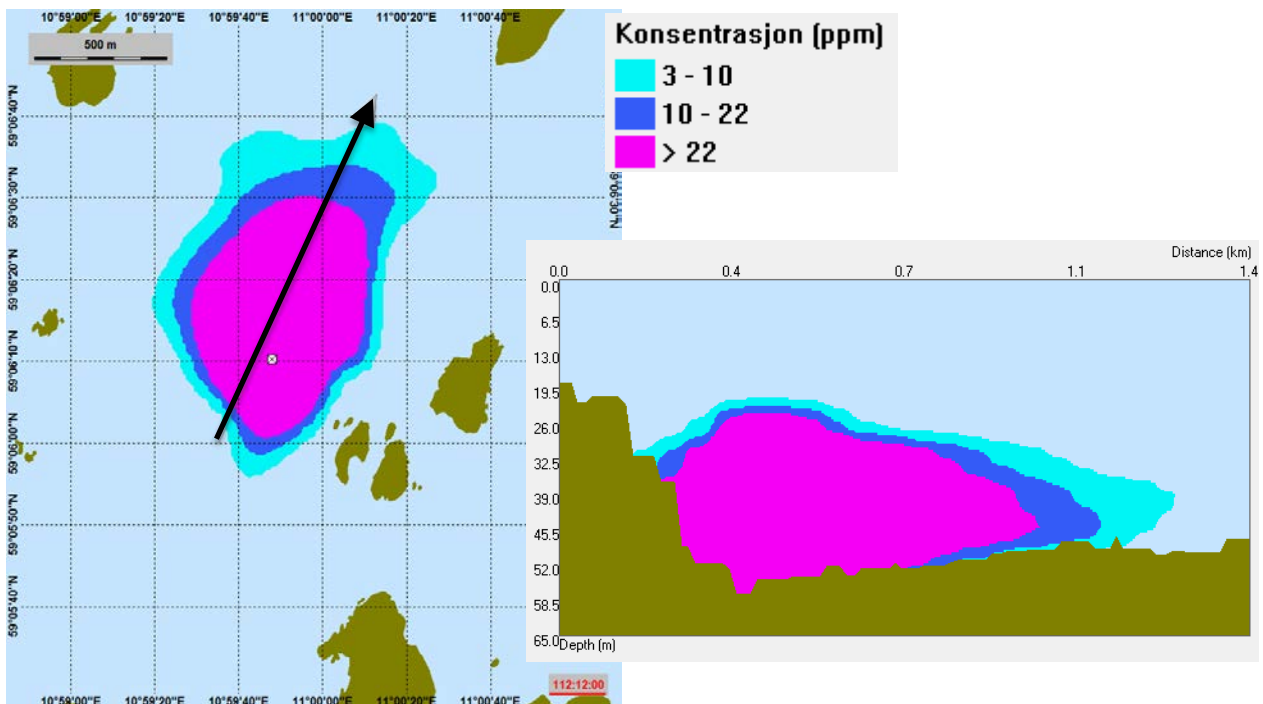 10°59'00"E 10°59'20"E 10°59'40"E 11°00'00"E 11°00'20"E 11°00'40"E
500 m
59°06'40"N
59°06'30"N
59°06'20"N
59°06'10"N
59°06'00"N
59°05'50"N
59°05'40"N
10°59'00"E 10°59'20"E 10°59'40"E 11°00'00"E 11°00'20"E 11°00'40"E
112:12:00
Konsentrasjon (ppm)
3 - 10
10 - 22
> 22
Distance (km)
0.0 0.4 0.7 1.1 1.4
0.0
6.5
13.0
19.5
26.0
32.5
39.0
45.5
52.0
58.5
65.0
Depth (m)